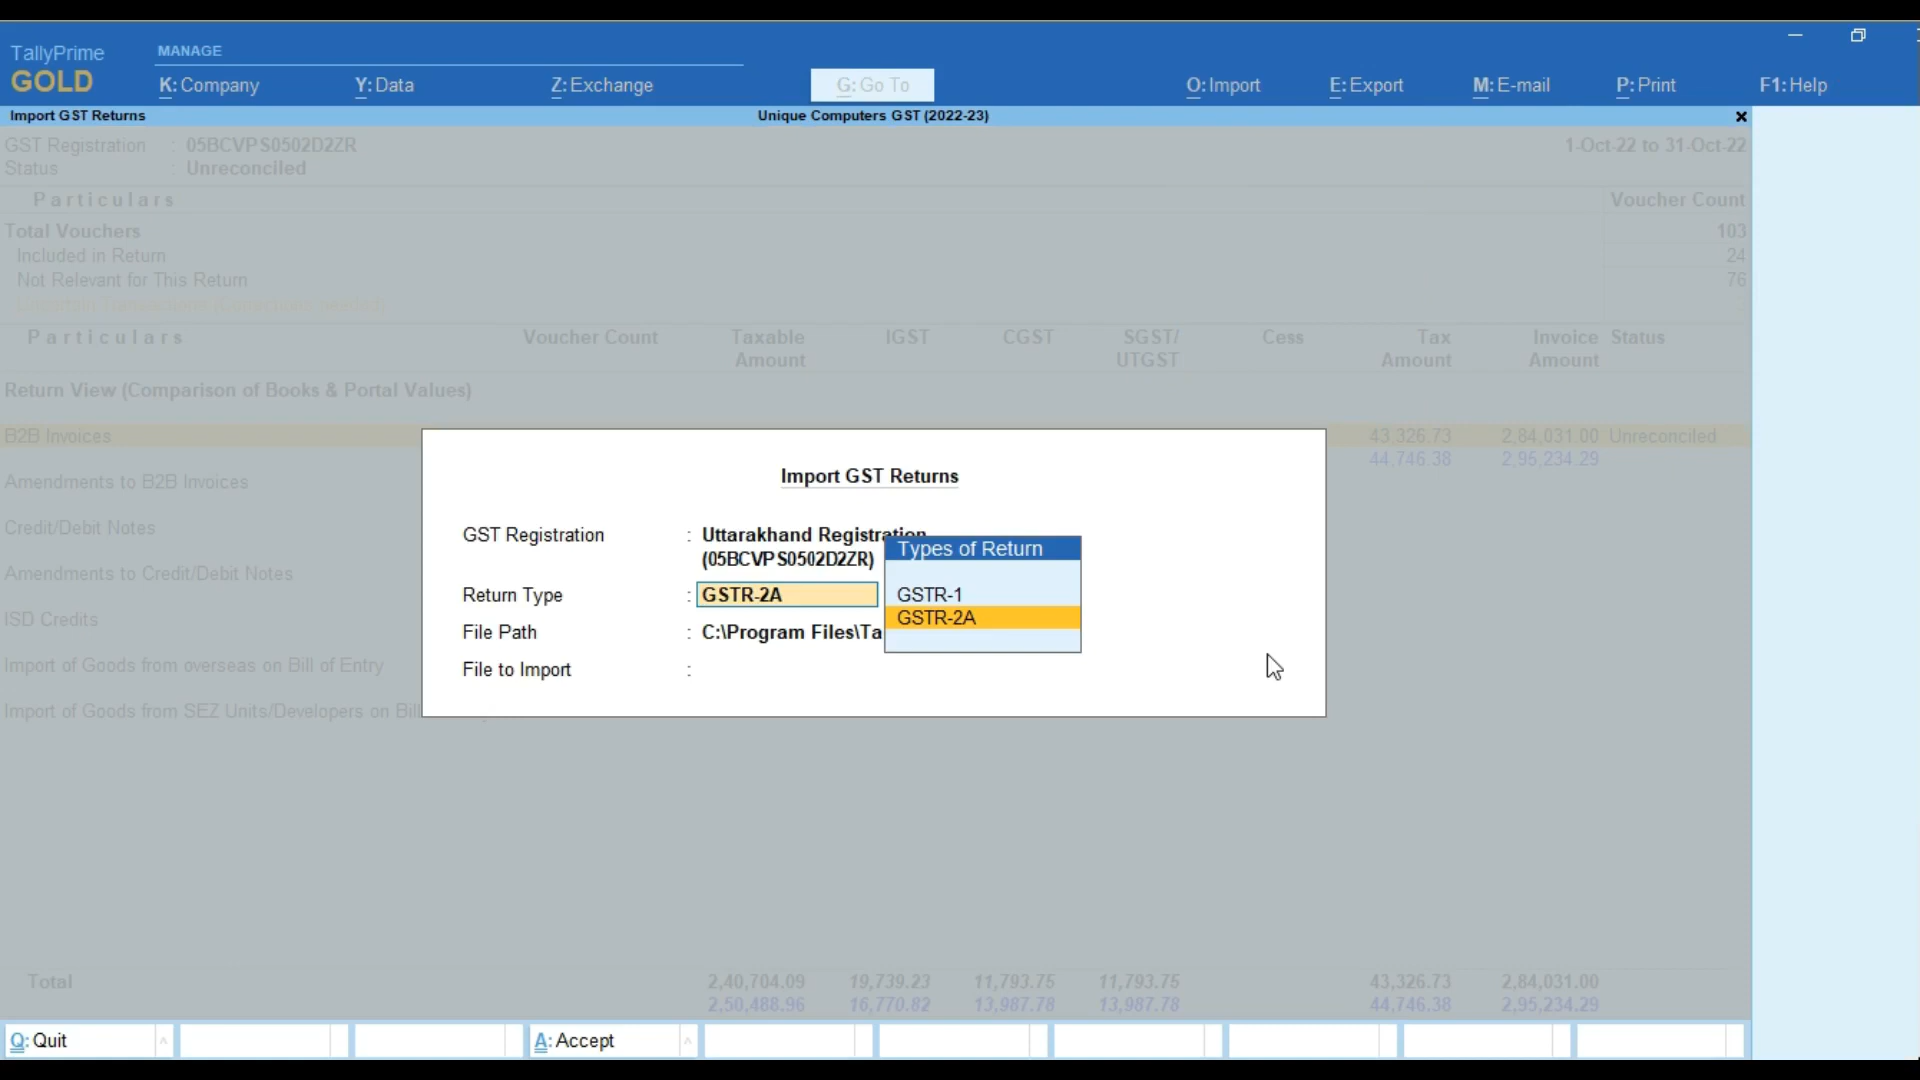 TallyPrime
GOLD
MANAGE
K: Company Y: Data Z: Exchange G: Go To O: Import E: Export M: E-mail P: Print F1: Help
Import GST Returns Unique Computers GST (2022-23)
GST Registration : 05BCVPS0502D2ZR 1-Oct-22 to 31-Oct-22
Status : Unreconciled
Particulars Voucher Count
Total Vouchers 103
Included in Return 24
Not Relevant for This Return 76
Uncertain Transactions (Corrections needed)
Particulars Voucher Count Taxable Amount IGST CGST SGST/ UTGST Cess Tax Amount Invoice Amount Status
Return View (Comparison of Books & Portal Values)
B2B Invoices 43,326.73 2,84,031.00 Unreconciled
44,746.38 2,95,234.29
Amendments to B2B Invoices
Credit/Debit Notes
Amendments to Credit/Debit Notes
ISD Credits
Import of Goods from overseas on Bill of Entry
Import of Goods from SEZ Units/Developers on Bill
Import GST Returns
GST Registration : Uttarakhand Registration
(05BCVPS0502D2ZR)
Return Type : GSTR-2A
File Path : C:\Program Files\Ta
File to Import :
Types of Return
GSTR-1
GSTR-2A
Total 2,40,704.09 19,739.23 11,793.75 11,793.75 43,326.73 2,84,031.00
2,50,488.96 16,770.82 13,987.78 13,987.78 44,746.38 2,95,234.29
Q: Quit A: Accept